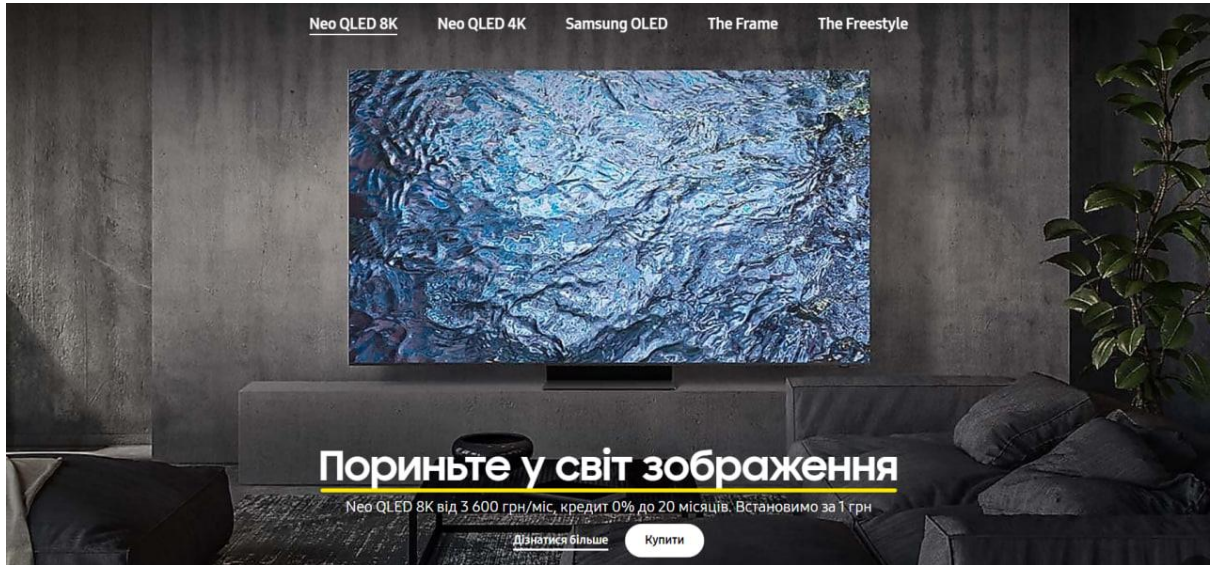 Neo QLED 8K Neo QLED 4K Samsung OLED The Frame The Freestyle
Пориньте у світ зображення
Neo QLED 8K від 3 600 грн/міс, кредит 0% до 20 місяців. Встановимо за 1 грн
Дізнатися більше Купити